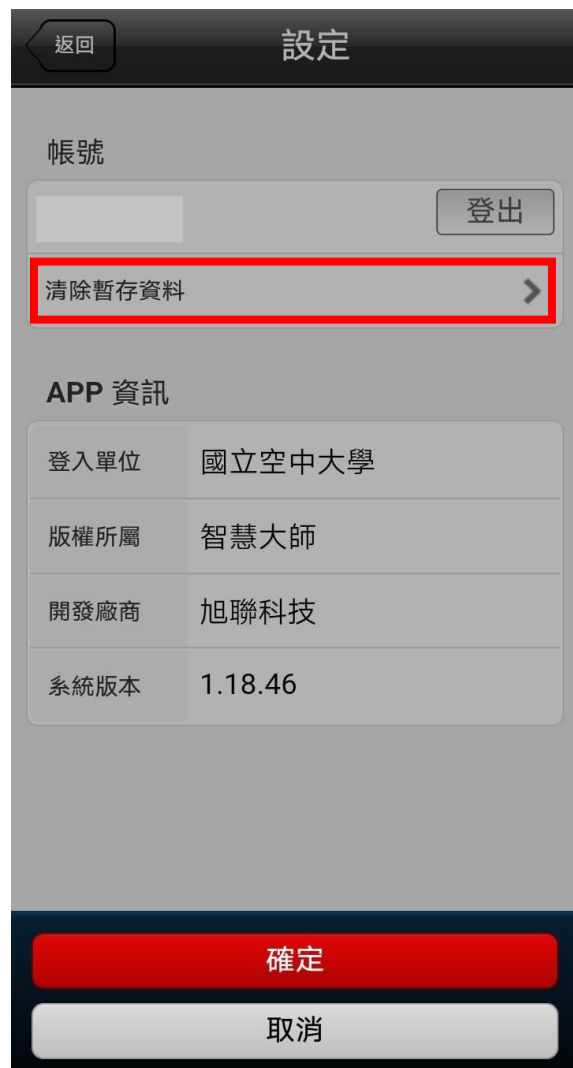 返回
設定
帳號
登出
清除暫存資料
APP 資訊
登入單位 國立空中大學
版權所屬 智慧大師
開發廠商 旭聯科技
系統版本 1.18.46
確定
取消